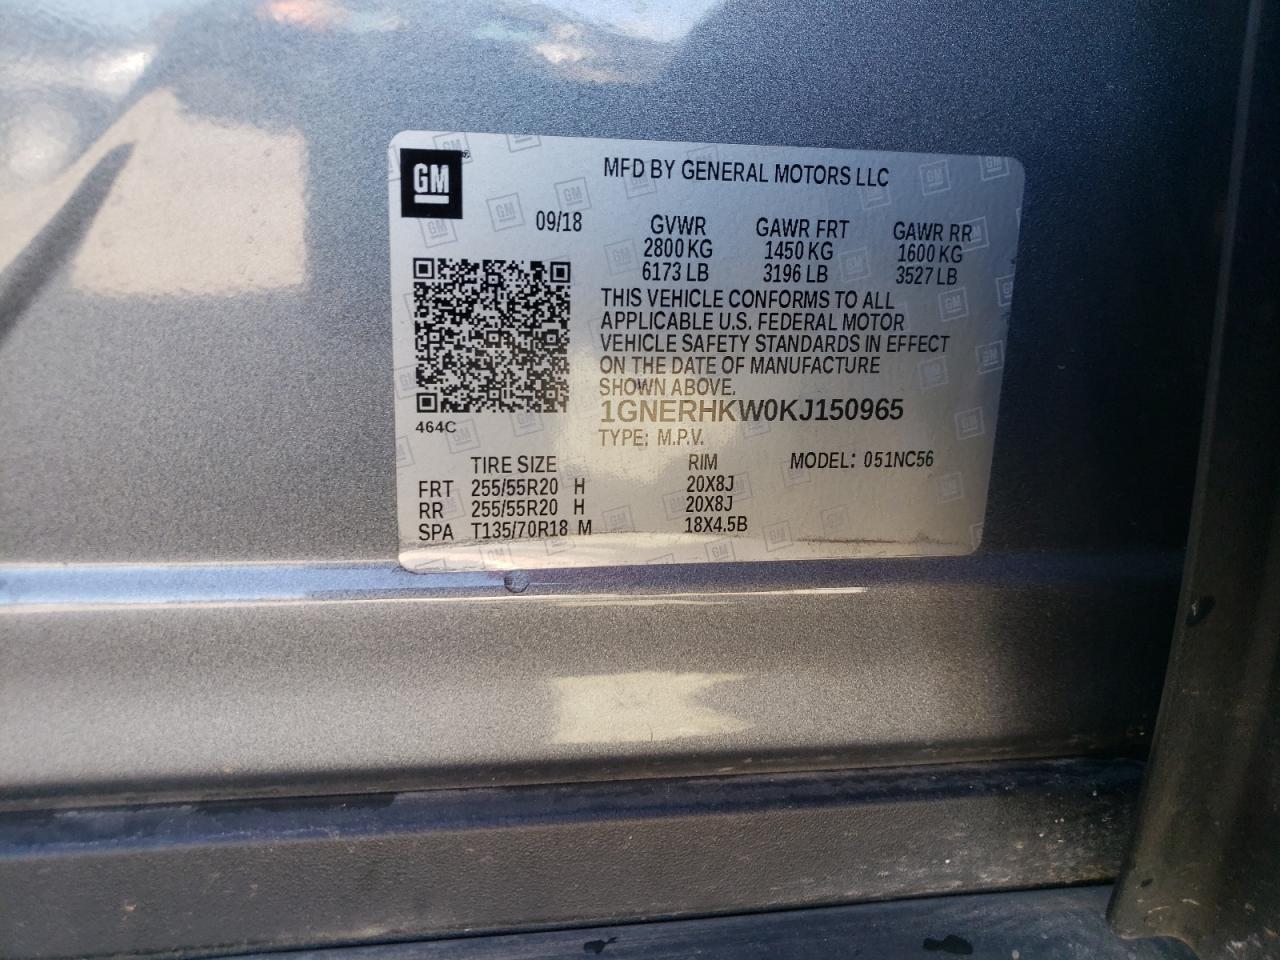 GM ®
MFD BY GENERAL MOTORS LLC
09/18 GVWR GAWR FRT GAWR RR
2800 KG 1450 KG 1600 KG
6173 LB 3196 LB 3527 LB
THIS VEHICLE CONFORMS TO ALL
APPLICABLE U.S. FEDERAL MOTOR
VEHICLE SAFETY STANDARDS IN EFFECT
ON THE DATE OF MANUFACTURE
SHOWN ABOVE.
1GNERHKW0KJ150965
464C
TYPE: M.P.V.
TIRE SIZE RIM MODEL: 051NC56
FRT 255/55R20 H 20X8J
RR 255/55R20 H 20X8J
SPA T135/70R18 M 18X4.5B